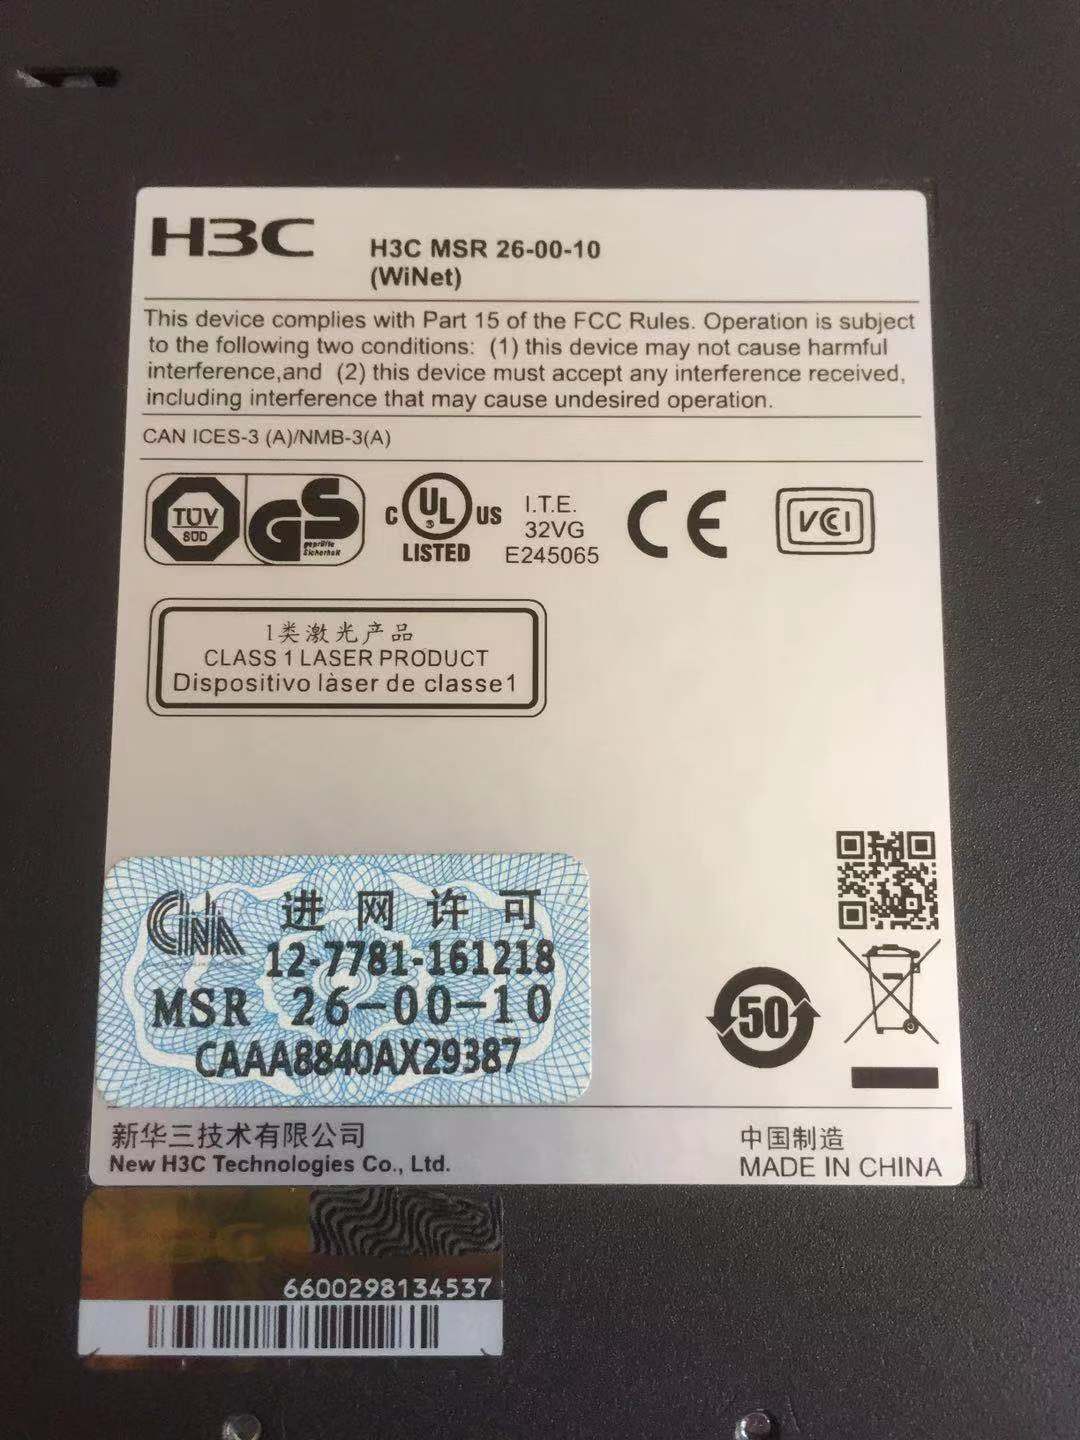 H3C
H3C MSR 26-00-10
(WiNet)
This device complies with Part 15 of the FCC Rules. Operation is subject
to the following two conditions: (1) this device may not cause harmful
interference,and (2) this device must accept any interference received,
including interference that may cause undesired operation.
CAN ICES-3 (A)/NMB-3(A)
TÜV
SÜD
GS
geprüfte
Sicherheit
C UL US
LISTED
I.T.E.
32VG
E245065
CE
VCI
1类激光产品
CLASS 1 LASER PRODUCT
Dispositivo làser de classe1
CNA
进网许可
12-7781-161218
MSR 26-00-10
CAAA8840AX29387
50
新华三技术有限公司
New H3C Technologies Co., Ltd.
中国制造
MADE IN CHINA
H3C
6600298134537